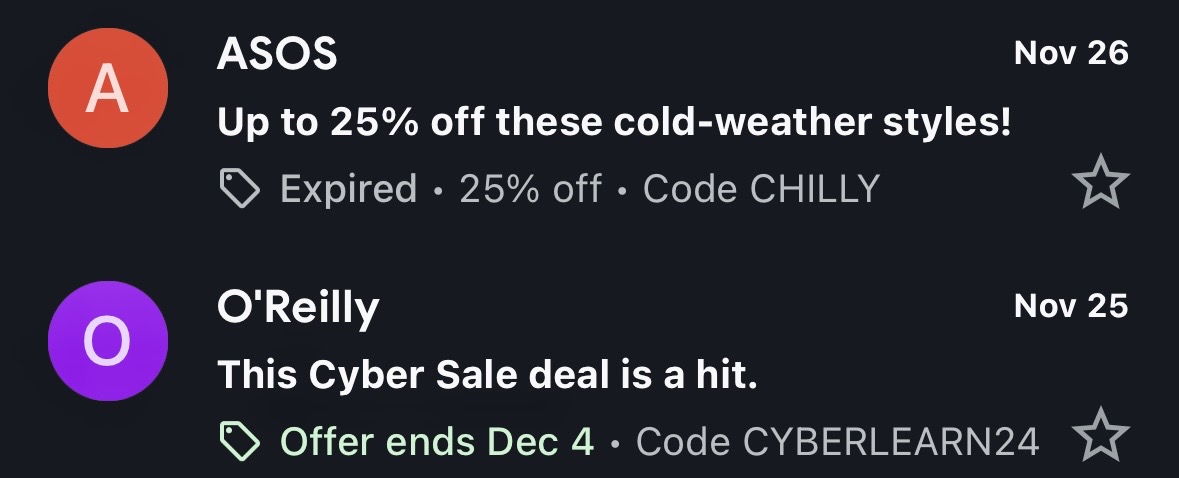 A
ASOS
Nov 26
Up to 25% off these cold-weather styles!
Expired • 25% off • Code CHILLY
O
O'Reilly
Nov 25
This Cyber Sale deal is a hit.
Offer ends Dec 4 • Code CYBERLEARN24